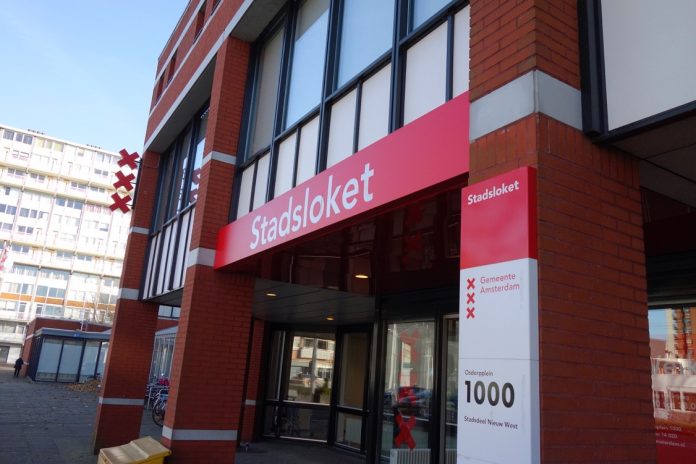 Stadsloket
Stadsloket
Gemeente
Amsterdam
Osdorpplein
1000
Stadsdeel Nieuw West